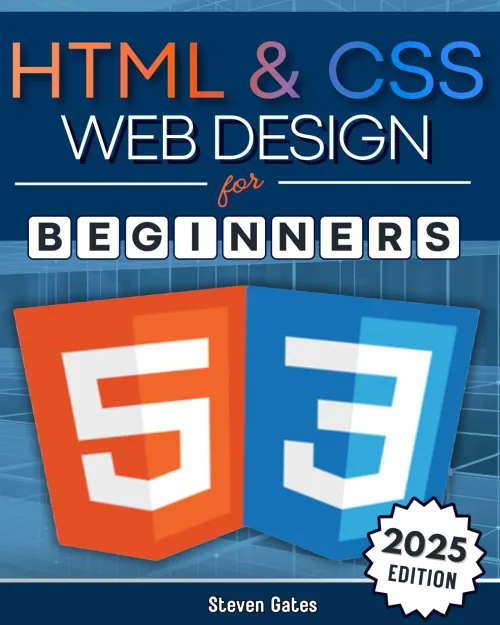 HTML & CSS
WEB DESIGN
for
BEGINNERS
5 3
2025
EDITION
Steven Gates